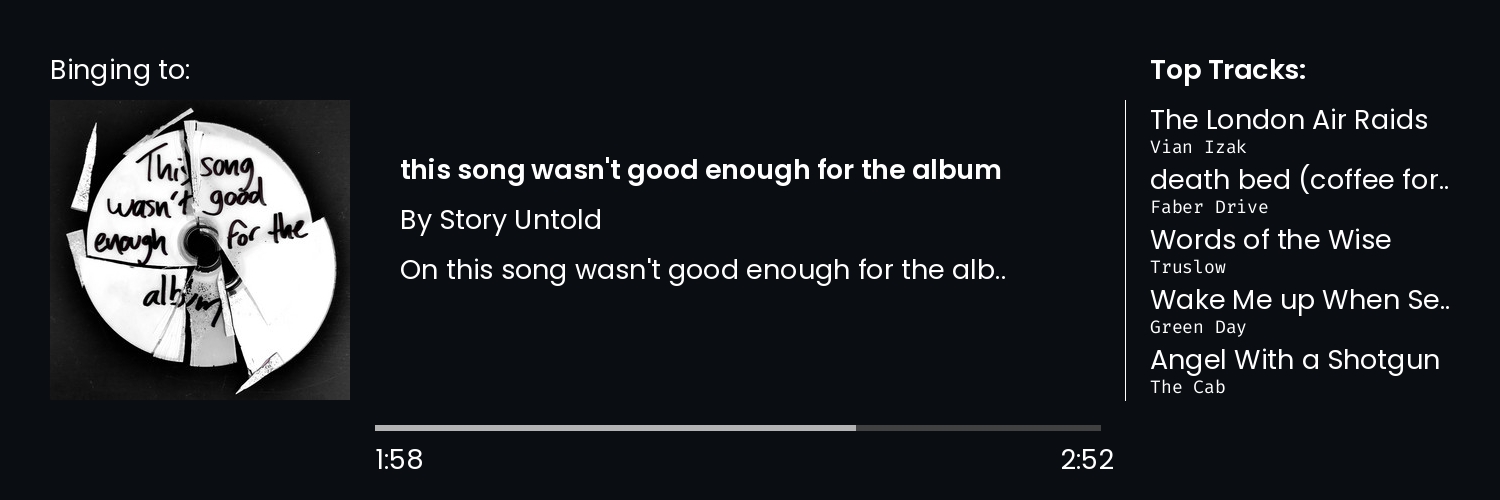 Binging to:
This song
wasn't good
enough for the
album
this song wasn't good enough for the album
By Story Untold
On this song wasn't good enough for the alb..
1:58
2:52
Top Tracks:
The London Air Raids
Vian Izak
death bed (coffee for..
Faber Drive
Words of the Wise
Truslow
Wake Me up When Se..
Green Day
Angel With a Shotgun
The Cab